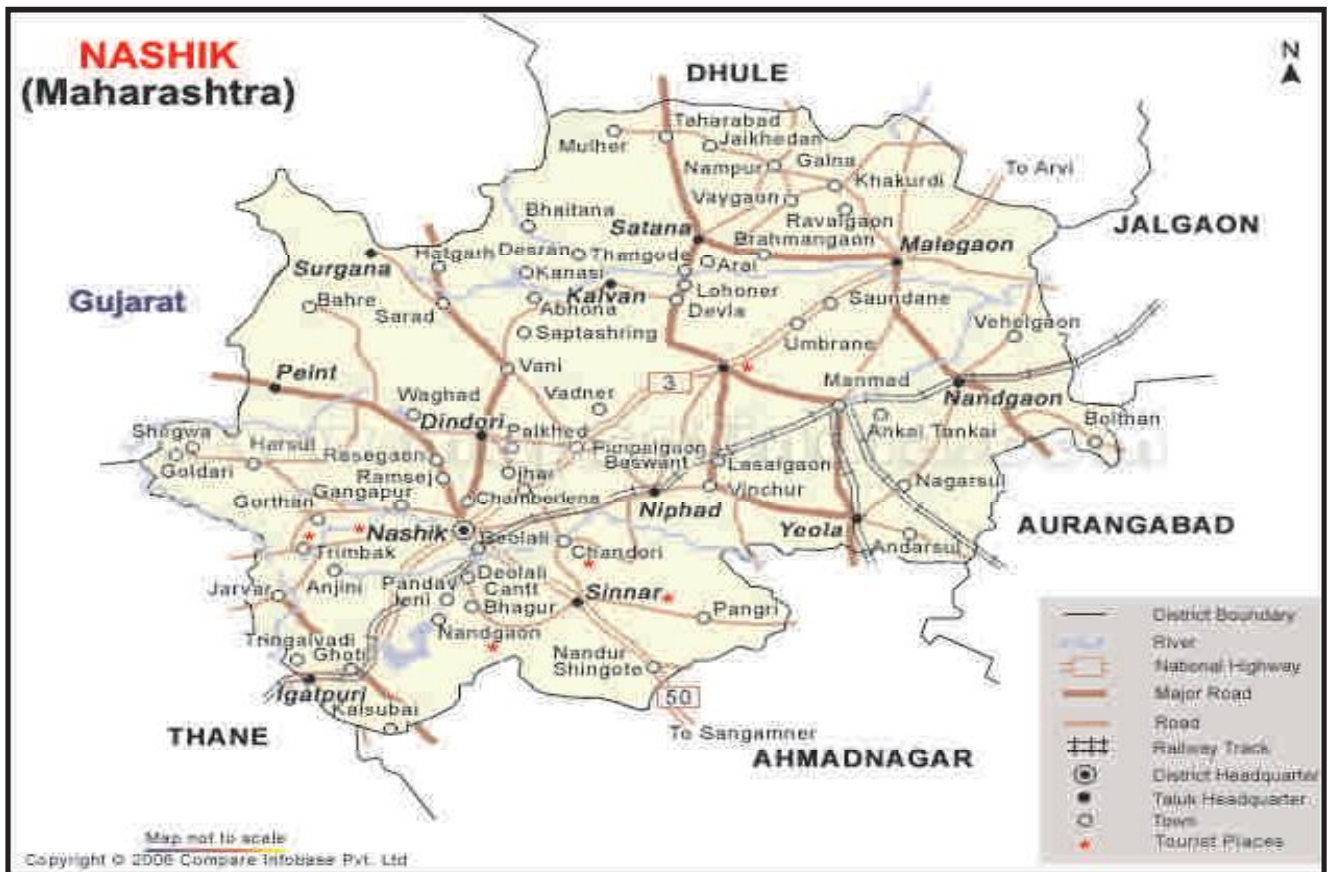 NASHIK
(Maharashtra)
N
DHULE
Taharabad
Mulher
Jaikhedan
Nampur
Galna
Khakurdi
To Arvi
Vaygaon
Ravalgaon
JALGAON
Bhaitana
Satana
Brahmangaon
Malegaon
Desran
Thangode
Arai
Hatgarh
Surgana
Kanasi
Kalvan
Lohoner
Saundane
Gujarat
Bahre
Sarad
Abhona
Devla
Vehelgaon
Saptashring
Umbrane
Vani
Peint
3
Manmad
Waghad
Vadner
Nandgaon
Dindori
Palkhed
Ankai Tankai
Bolthan
Shegwa
Harsul
Rasegaon
Pimpalgaon
Baswant
Lasalgaon
Goldari
Ramsej
Jhar
Nagarsul
Gorthan
Gangapur
Chamberlena
Vinchur
Niphad
Yeola
AURANGABAD
Nashik
Beolali
Chandori
Andarsul
Trimbak
Anjini
Pandav
leni
Deolali
Cantt
Sinnar
Jarvar
Bhagur
Pangri
Nandgaon
Tringalvadi
Ghoti
Nandur
Shingote
Igatpuri
50
Kalsubai
To Sangamner
THANE
AHMADNAGAR
District Boundary
River
National Highway
Major Road
Road
Railway Track
District Headquarter
Taluk Headquarter
Town
Tourist Places
Map not to scale
Copyright © 2006 Compare Infobase Pvt. Ltd